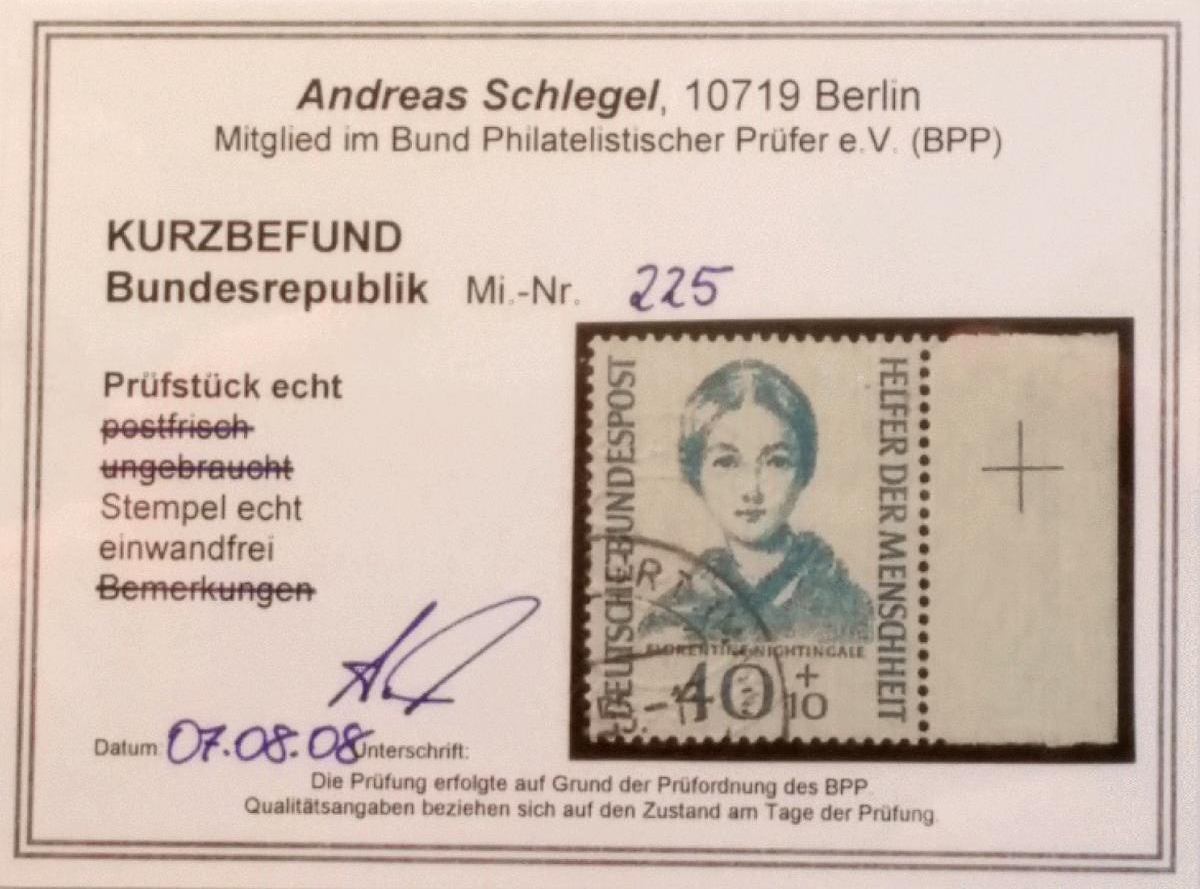 Andreas Schlegel, 10719 Berlin
Mitglied im Bund Philatelistischer Prüfer e.V. (BPP)
KURZBEFUND
Bundesrepublik Mi.-Nr. 225
Prüfstück echt
postfrisch
ungebraucht
Stempel echt
einwandfrei
Bemerkungen
DEUTSCHE BUNDESPOST
HELFER DER MENSCHHEIT
FLORENTINE NIGHTINGALE
40 + 10
Datum: 07.08.08 Unterschrift:
Die Prüfung erfolgte auf Grund der Prüfordnung des BPP.
Qualitätsangaben beziehen sich auf den Zustand am Tage der Prüfung.